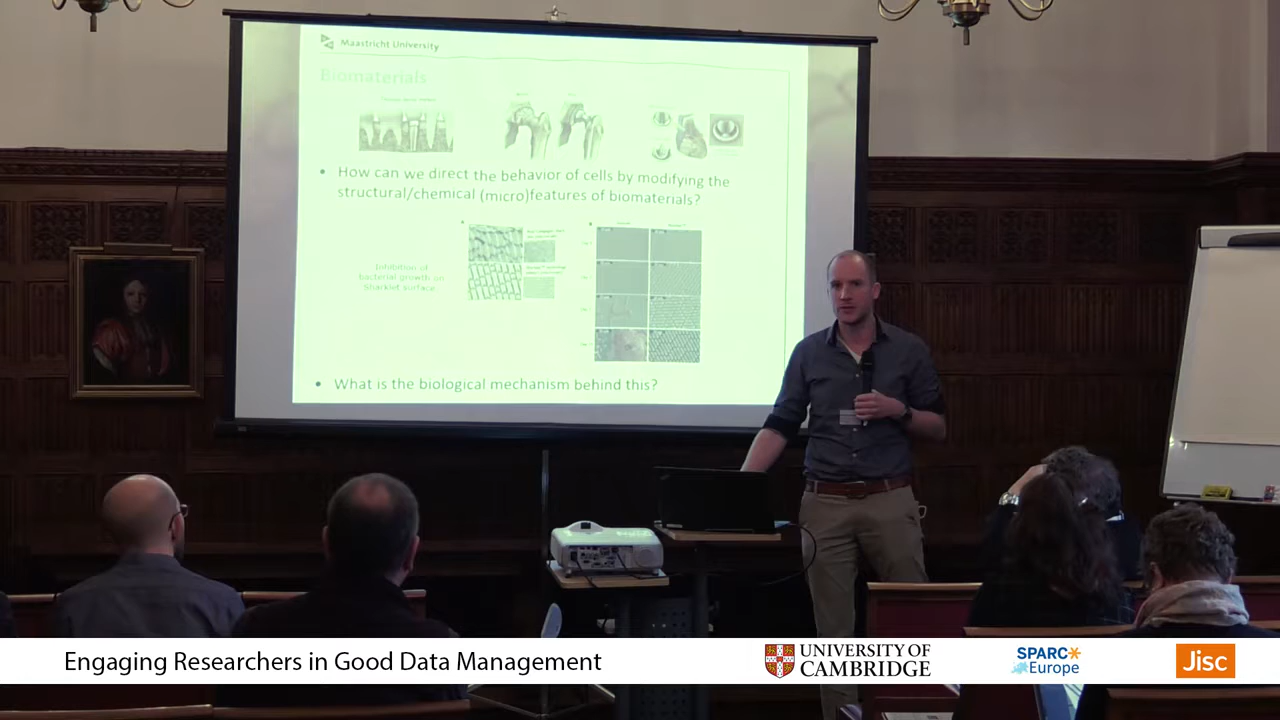 Maastricht University
Biomaterials
• How can we direct the behavior of cells by modifying the
structural/chemical (micro)features of biomaterials?
Inhibition of
bacterial growth on
Sharklet surface
• What is the biological mechanism behind this?
Engaging Researchers in Good Data Management
UNIVERSITY OF
CAMBRIDGE
SPARC
Europe
Jisc